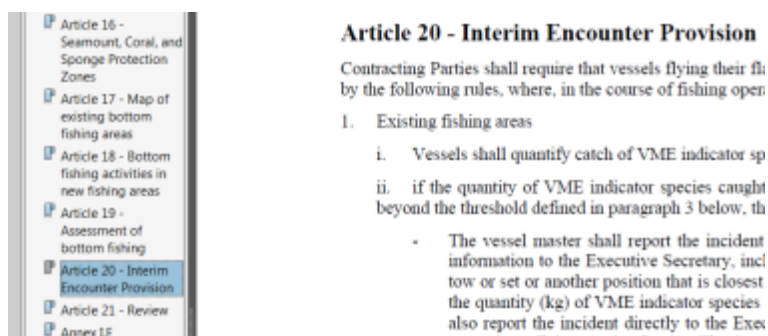 Article 16 -
Seamount, Coral, and
Sponge Protection
Zones
Article 17 - Map of
existing bottom
fishing areas
Article 18 - Bottom
fishing activities in
new fishing areas
Article 19 -
Assessment of
bottom fishing
Article 20 - Interim
Encounter Provision
Article 21 - Review
Annex I.E
Article 20 - Interim Encounter Provision
Contracting Parties shall require that vessels flying their fla
by the following rules, where, in the course of fishing opera
1. Existing fishing areas
i. Vessels shall quantify catch of VME indicator sp
ii. if the quantity of VME indicator species caught
beyond the threshold defined in paragraph 3 below, th
- The vessel master shall report the incident
information to the Executive Secretary, incl
tow or set or another position that is closest
the quantity (kg) of VME indicator species
also report the incident directly to the Exec